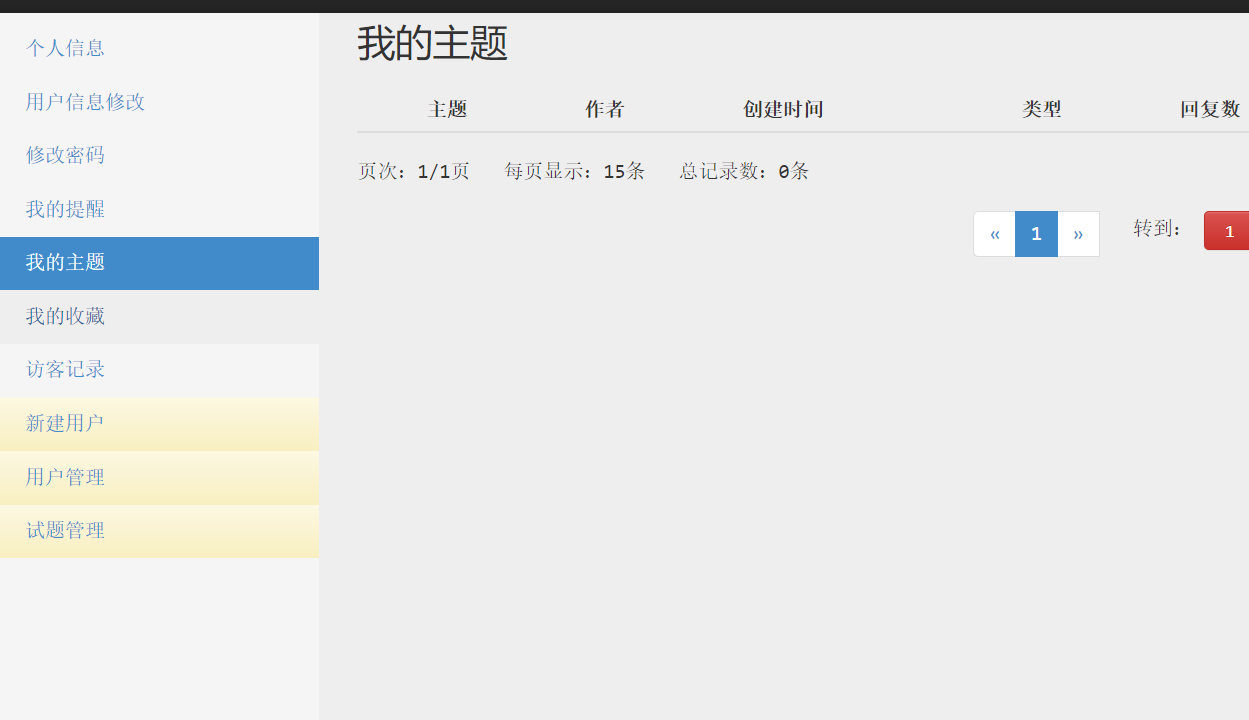 个人信息
用户信息修改
修改密码
我的提醒
我的主题
我的收藏
访客记录
新建用户
用户管理
试题管理
我的主题
主题 作者 创建时间 类型 回复数
页次: 1/1页 每页显示: 15条 总记录数: 0条
« 1 » 转到: 1